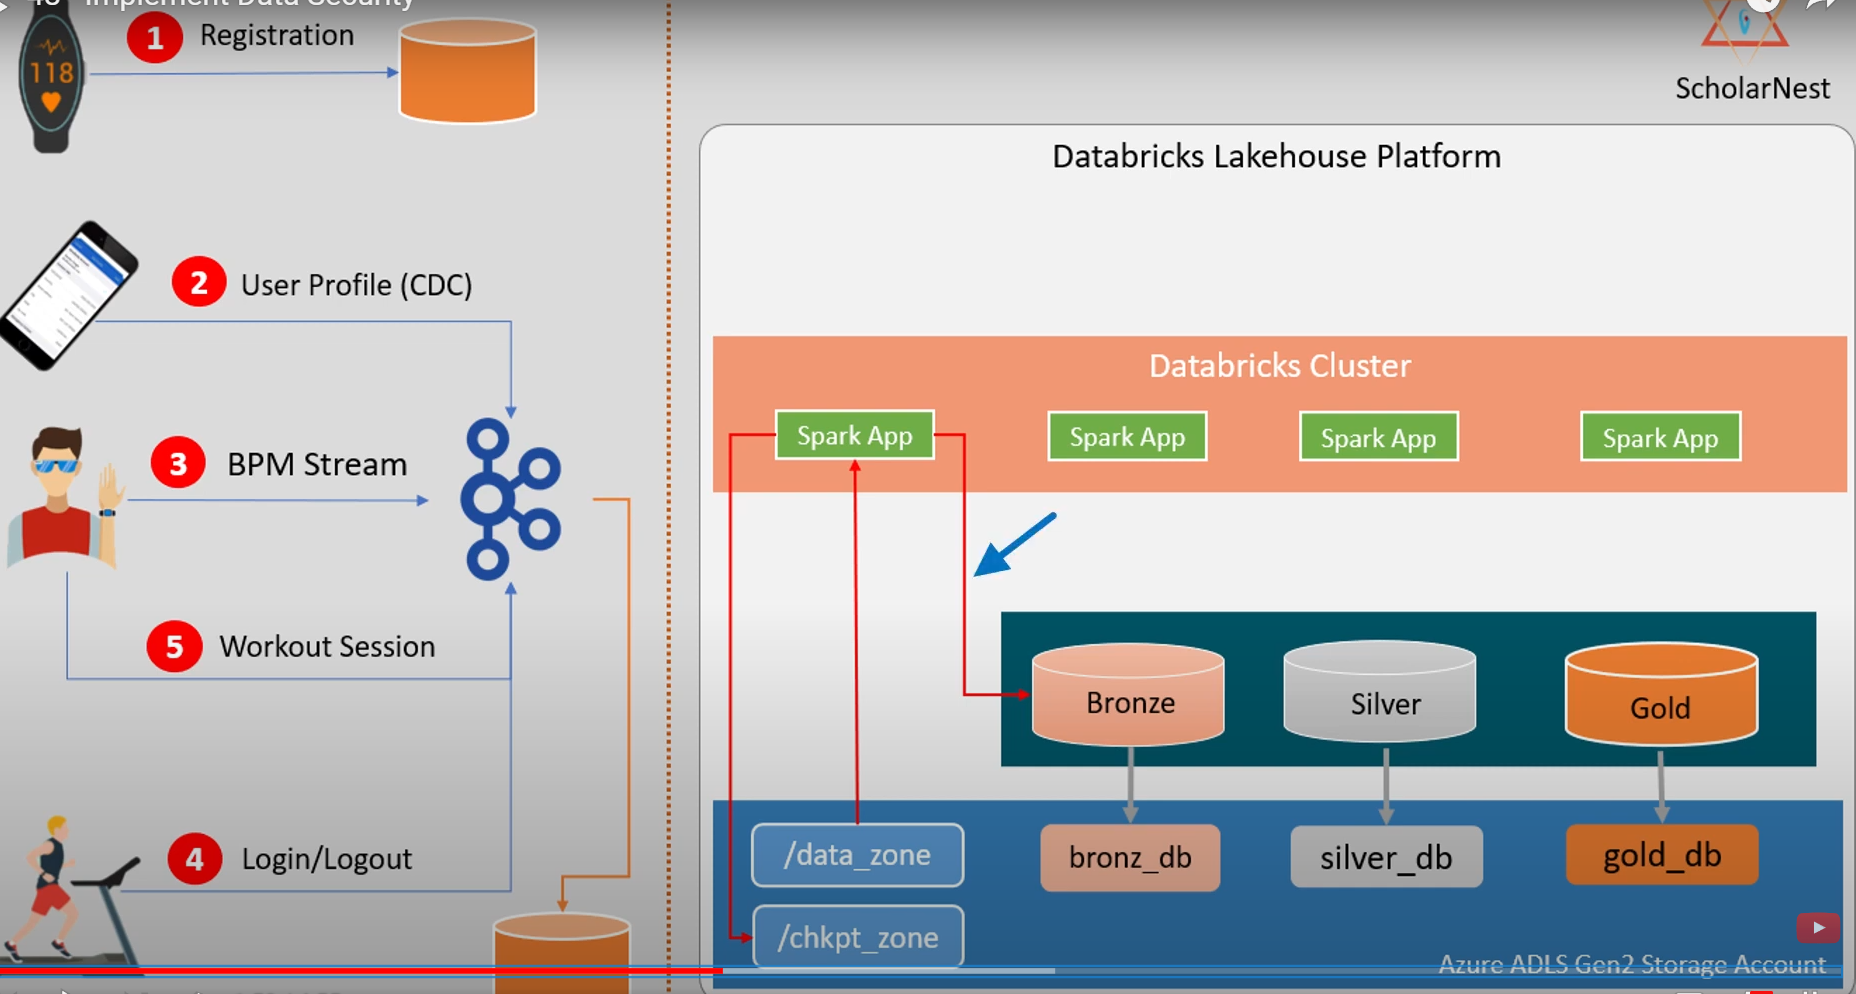 Implement Data Security
1 Registration
118
ScholarNest
Databricks Lakehouse Platform
2 User Profile (CDC)
Databricks Cluster
Spark App Spark App Spark App Spark App
3 BPM Stream
5 Workout Session
Bronze Silver Gold
4 Login/Logout
/data_zone bronz_db silver_db gold_db
/chkpt_zone
Azure ADLS Gen2 Storage Account